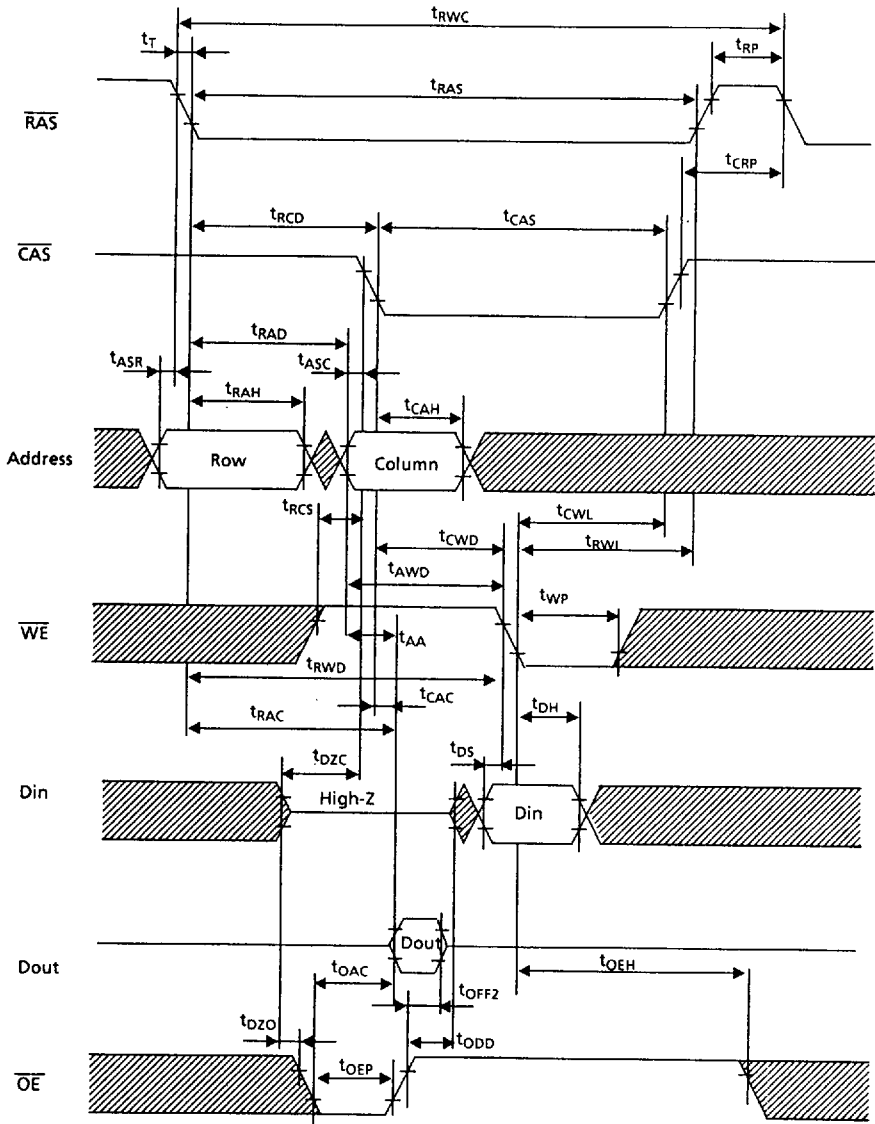 tRWC
tT
tRP
tRAS
RAS
tCRP
tRCD
tCAS
CAS
tRAD
tASR
tASC
tRAH
tCAH
Address
Row
Column
tRCS
tCWL
tCWD
tRWL
tAWD
tWP
WE
tAA
tRWD
tCAC
tRAC
tDH
tDS
tDZC
Din
High-Z
Din
Dout
Dout
tOAC
tOEH
tOFF2
tDZO
tODD
tOEP
OE